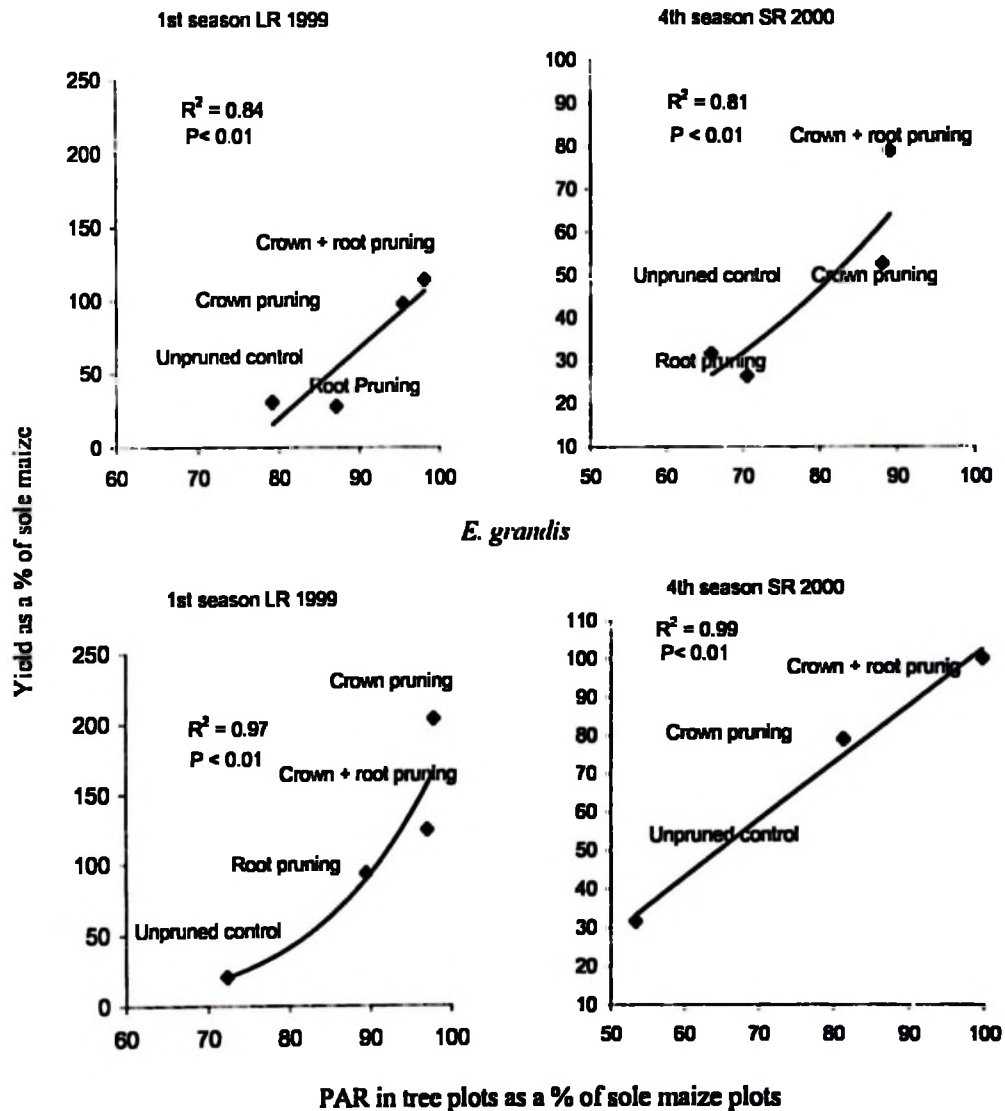 1st season LR 1999
250
200
150
100
50
0
60 70 80 90 100
R² = 0.84
P< 0.01
Crown + root pruning
Crown pruning
Unpruned control
Root Pruning
4th season SR 2000
100
90
80
70
60
50
40
30
20
10
50 60 70 80 90 100
R² = 0.81
P < 0.01
Crown + root pruning
Unpruned control
Crown pruning
Root pruning
E. grandis
Yield as a % of sole maize
1st season LR 1999
250
200
150
100
50
0
60 70 80 90 100
R² = 0.97
P < 0.01
Crown pruning
Crown + root pruning
Root pruning
Unpruned control
4th season SR 2000
110
100
90
80
70
60
50
40
30
20
10
50 60 70 80 90 100
R² = 0.99
P< 0.01
Crown + root prunig
Crown pruning
Unpruned control
PAR in tree plots as a % of sole maize plots